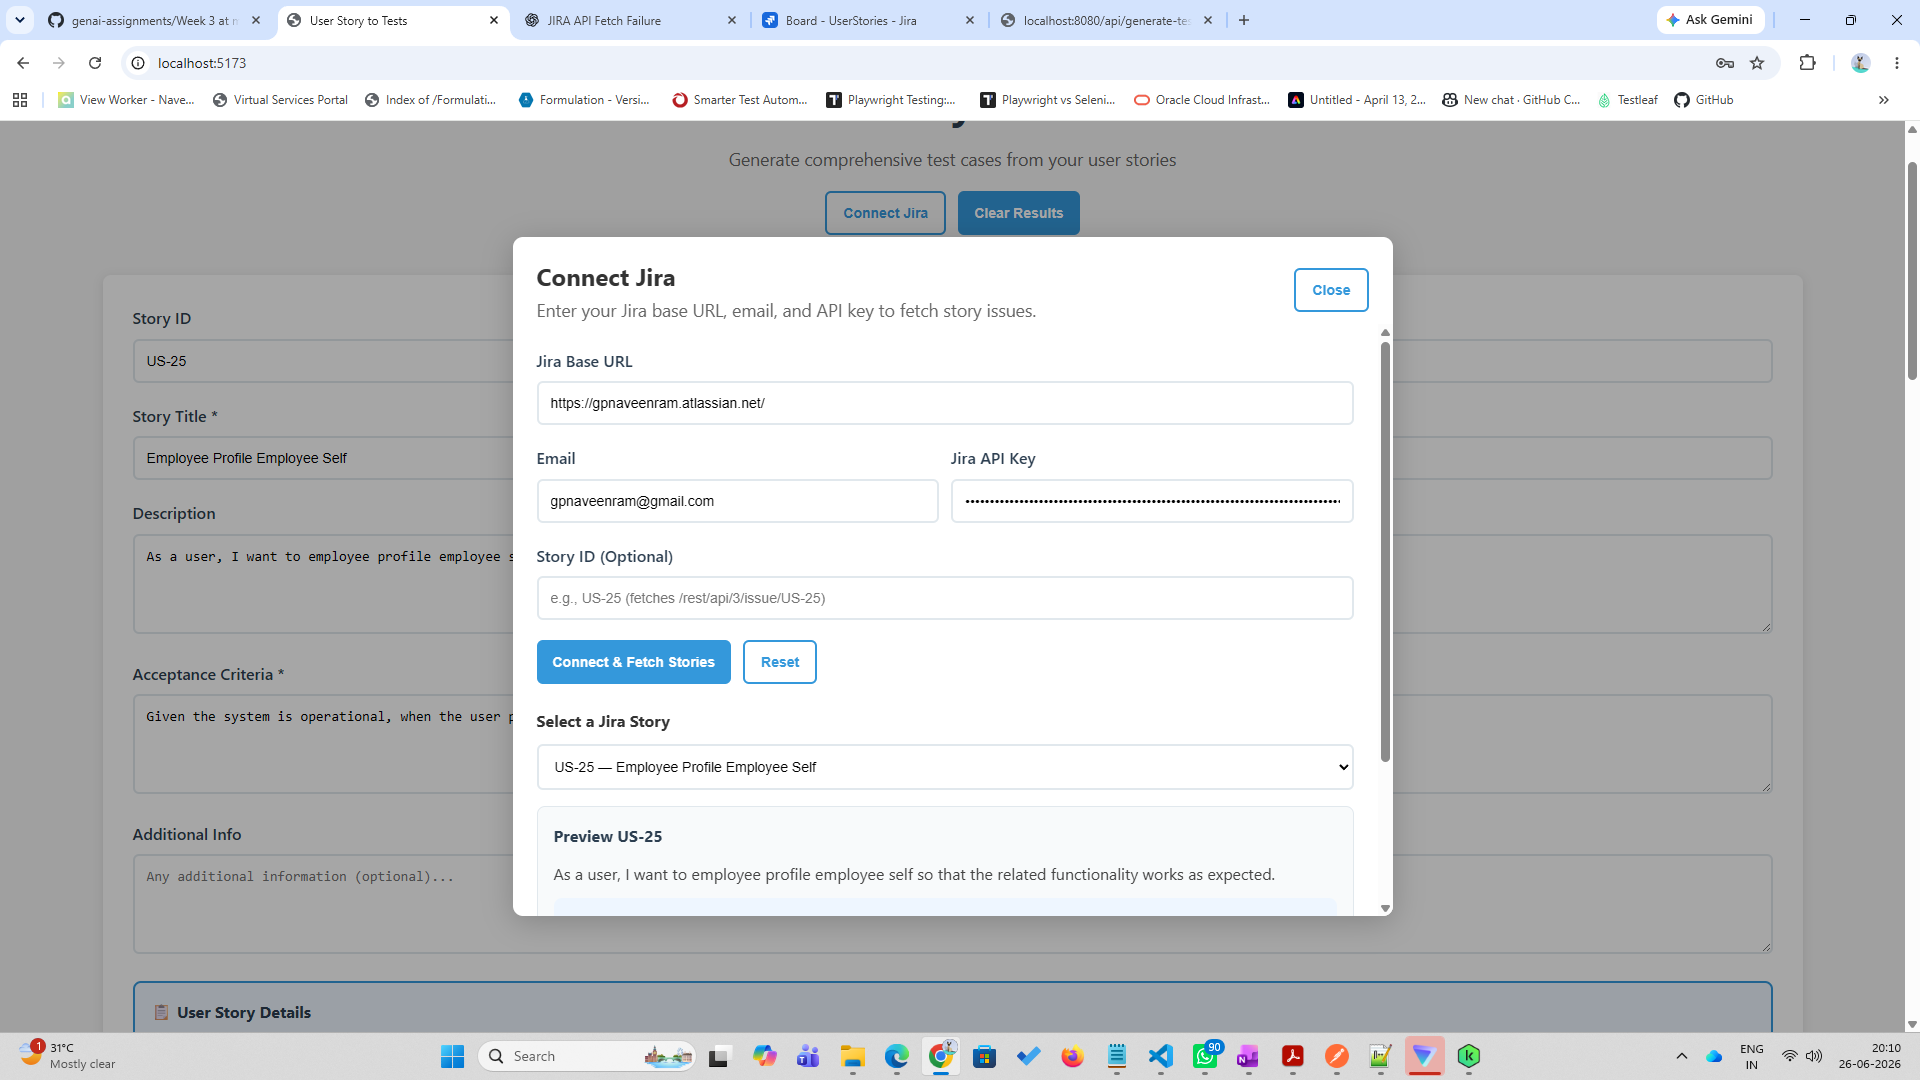 genai-assignments/Week 3 at m
User Story to Tests
JIRA API Fetch Failure
Board - UserStories - Jira
localhost:8080/api/generate-te
Ask Gemini
localhost:5173
View Worker - Nave...
Virtual Services Portal
Index of /Formulati...
Formulation - Versi...
Smarter Test Autom...
Playwright Testing:...
Playwright vs Seleni...
Oracle Cloud Infrast...
Untitled - April 13, 2...
New chat · GitHub C...
Testleaf
GitHub
Generate comprehensive test cases from your user stories
Connect Jira
Clear Results
Story ID
US-25
Story Title *
Employee Profile Employee Self
Description
As a user, I want to employee profile employee s
Acceptance Criteria *
Given the system is operational, when the user p
Additional Info
Any additional information (optional)...
📋 User Story Details
Connect Jira
Enter your Jira base URL, email, and API key to fetch story issues.
Close
Jira Base URL
https://gpnaveenram.atlassian.net/
Email
Jira API Key
gpnaveenram@gmail.com
Story ID (Optional)
e.g., US-25 (fetches /rest/api/3/issue/US-25)
Connect & Fetch Stories
Reset
Select a Jira Story
US-25 — Employee Profile Employee Self
Preview US-25
As a user, I want to employee profile employee self so that the related functionality works as expected.
1
31°C
Mostly clear
Search
90
ENG
IN
20:10
26-06-2026